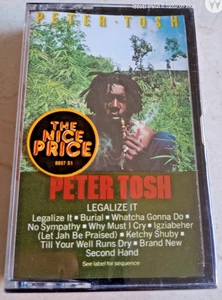 PETER TOSH
THE
NICE
PRICE
PETER TOSH
LEGALIZE IT
Legalize It • Burial • Whatcha Gonna Do •
No Sympathy • Why Must I Cry • Igziabeher
(Let Jah Be Praised) • Ketchy Shuby •
Till Your Well Runs Dry • Brand New
Second Hand
See label for sequence